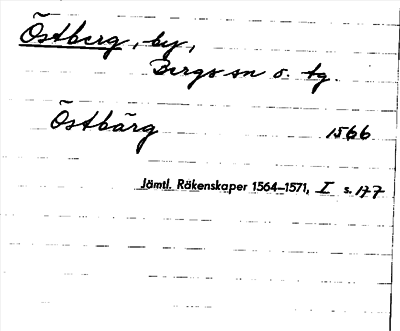 Östberg, by,
Bergs sn o. tg.
Östbärg 1566
Jämtl. Räkenskaper 1564–1571, I s. 177